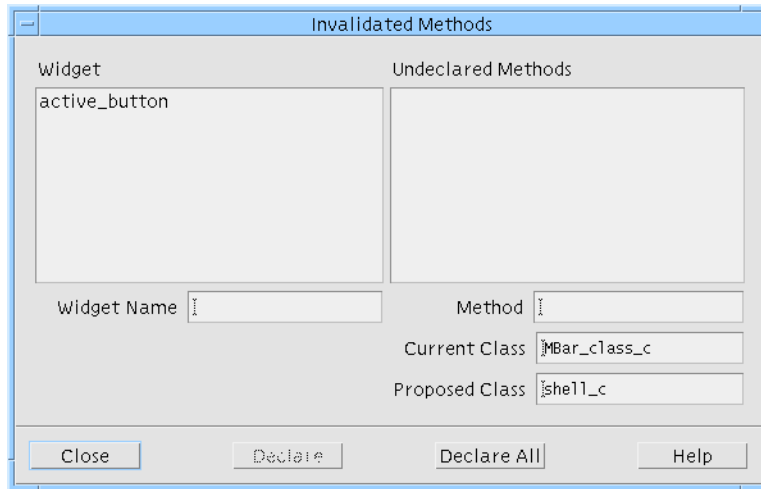 Invalidated Methods
Widget
Undeclared Methods
active_button
Widget Name
Method
Current Class MBar_class_c
Proposed Class shell_c
Close Declare Declare All Help